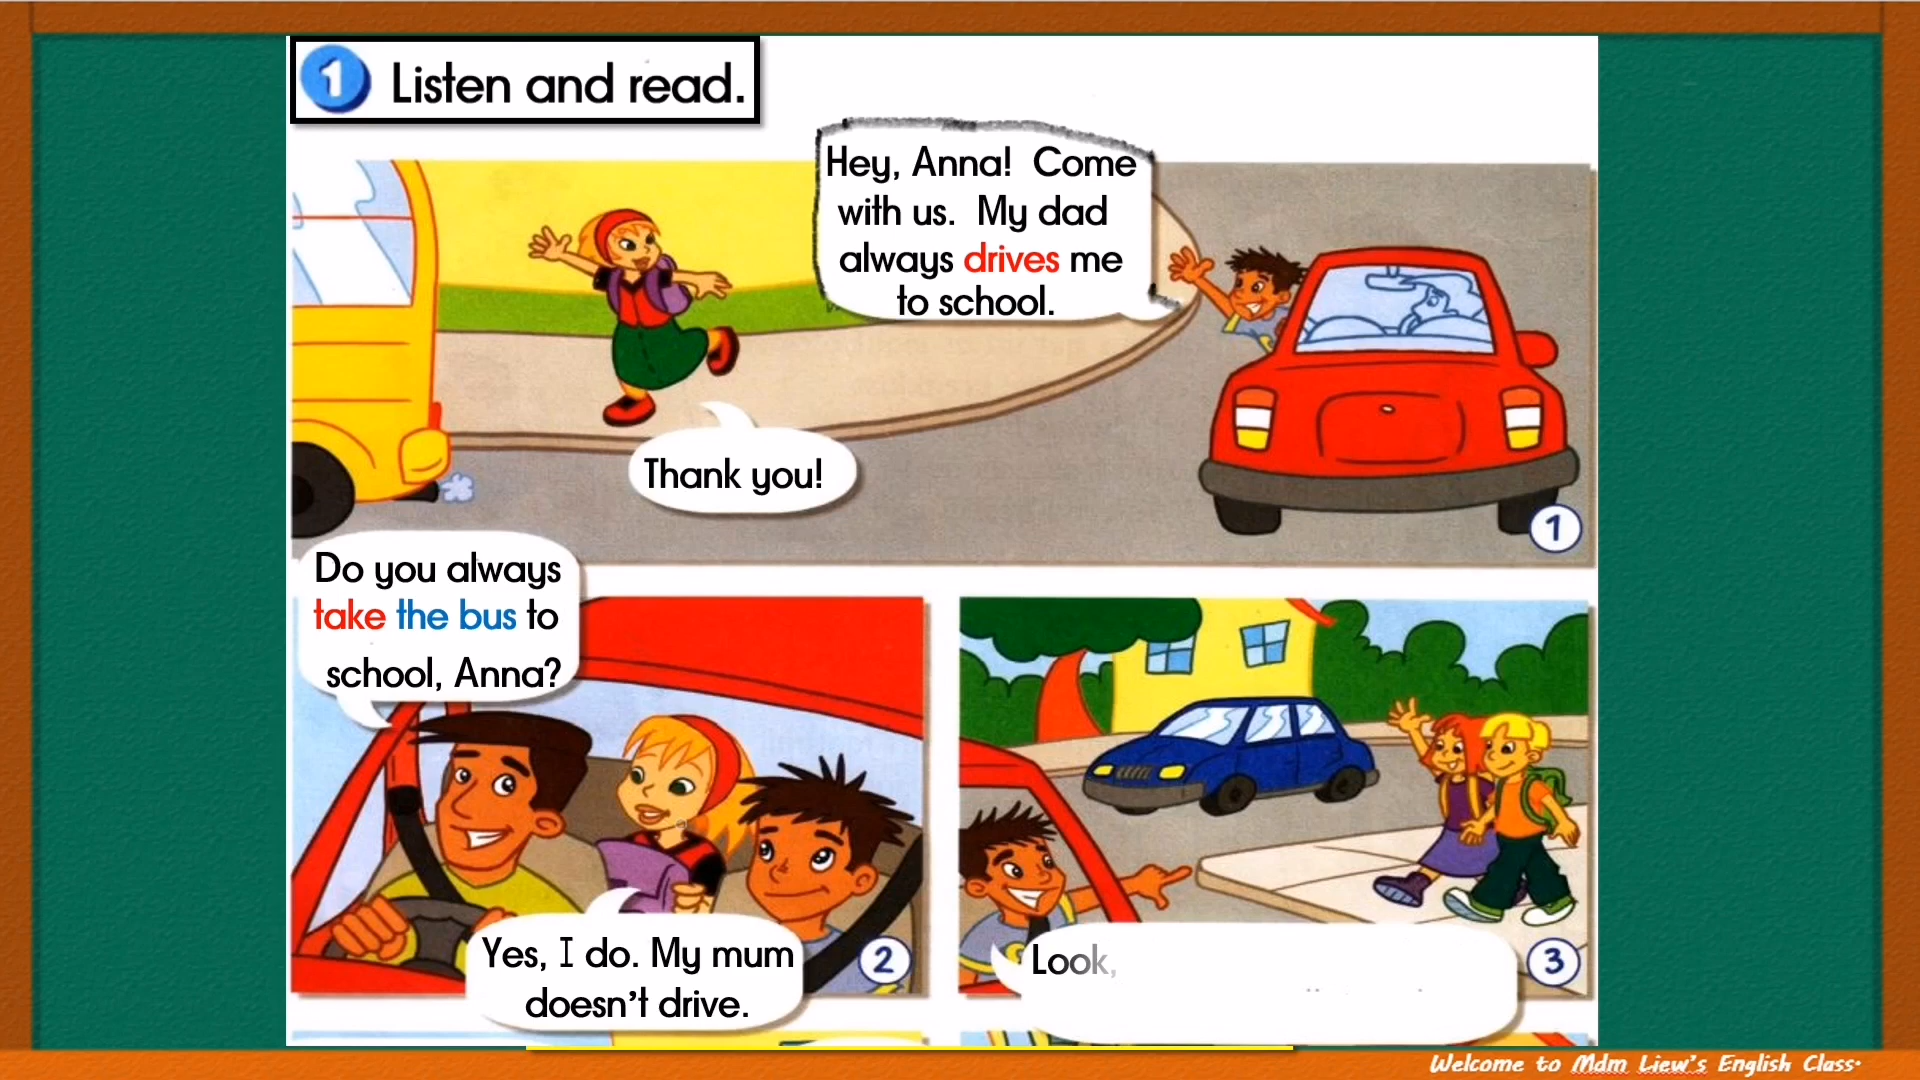 1 Listen and read.
Hey, Anna! Come
with us. My dad
always drives me
to school.
Thank you!
1
Do you always
take the bus to
school, Anna?
Yes, I do. My mum
doesn't drive.
2
Look,
3
Welcome to Mdm Liew's English Class.